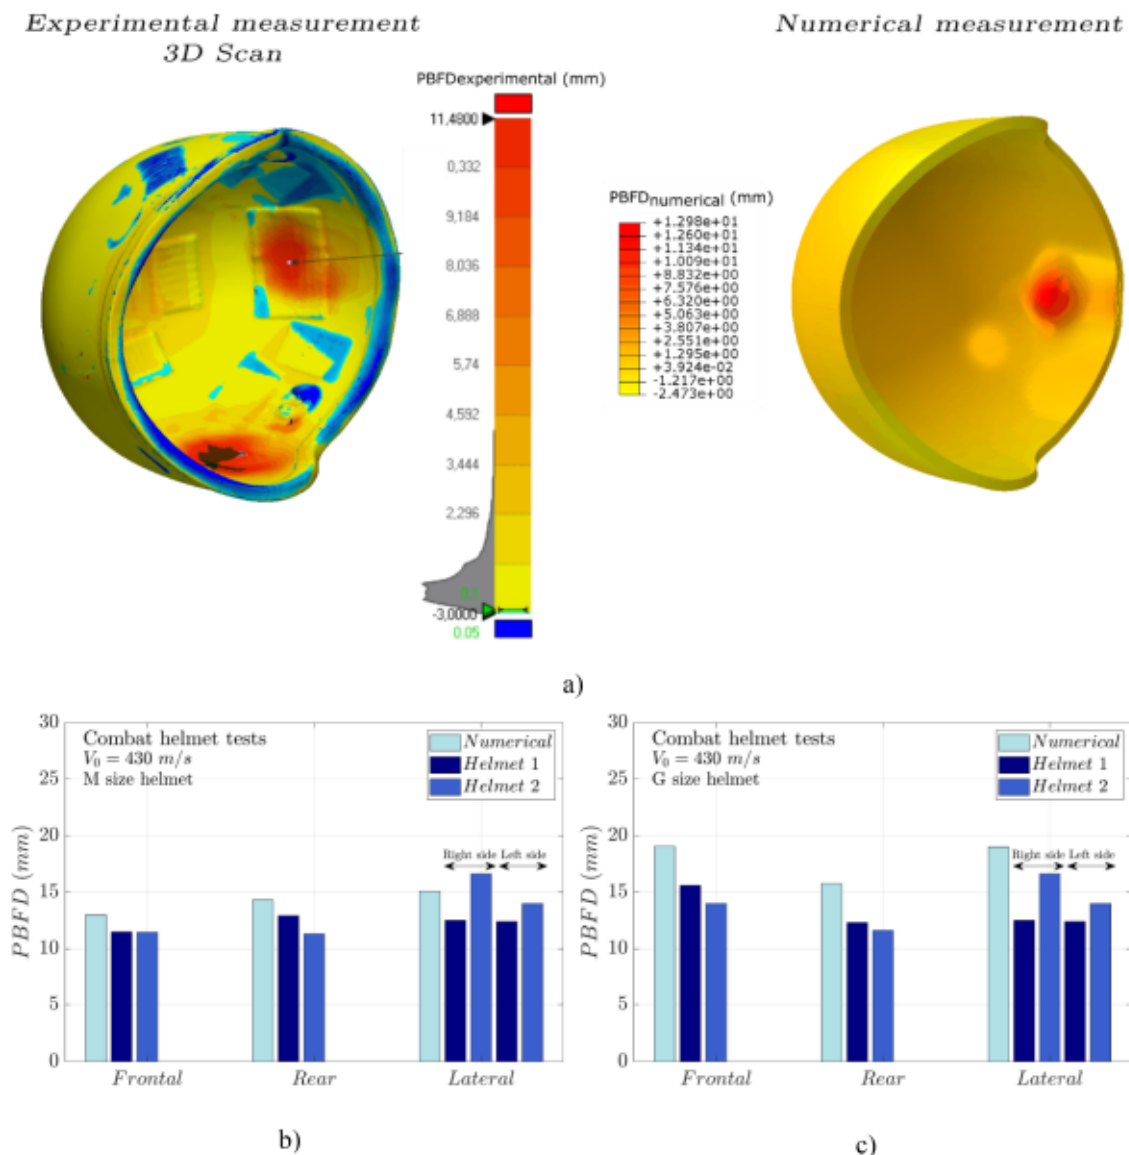 Experimental measurement
3D Scan
Numerical measurement
PBFDexperimental (mm)
11,4800
0,332
9,184
8,036
6,888
5,74
4,592
3,444
2,296
0.1
-3,0000
0.05
PBFDnumerical (mm)
+1.298e+01
+1.260e+01
+1.134e+01
+1.009e+01
+8.832e+00
+7.576e+00
+6.320e+00
+5.063e+00
+3.807e+00
+2.551e+00
+1.295e+00
+3.924e-02
-1.217e+00
-2.473e+00
a)
30
25
20
15
10
5
0
PBFD (mm)
Combat helmet tests
V0 = 430 m/s
M size helmet
Numerical
Helmet 1
Helmet 2
Right side Left side
Frontal Rear Lateral
b)
30
25
20
15
10
5
0
PBFD (mm)
Combat helmet tests
V0 = 430 m/s
G size helmet
Numerical
Helmet 1
Helmet 2
Right side Left side
Frontal Rear Lateral
c)